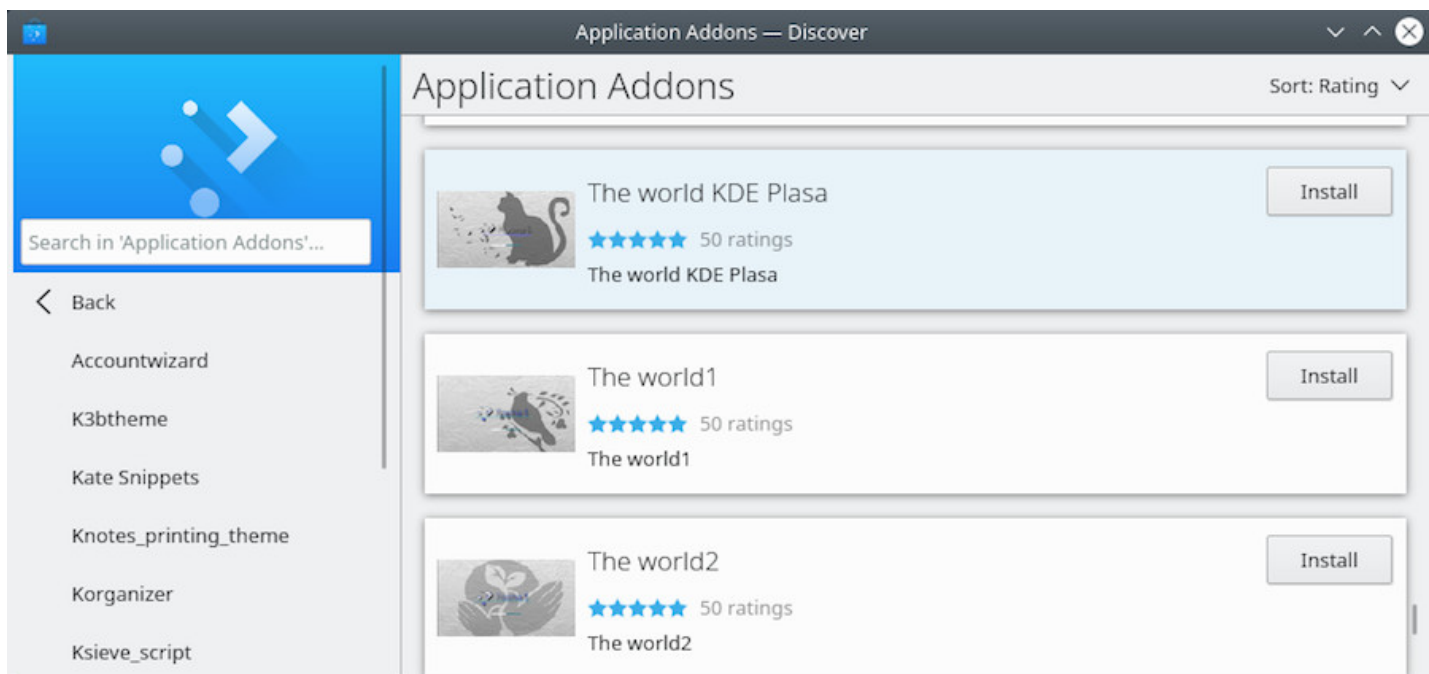 Application Addons — Discover
Application Addons
Sort: Rating
Search in 'Application Addons'...
Back
Accountwizard
K3btheme
Kate Snippets
Knotes_printing_theme
Korganizer
Ksieve_script
The world KDE Plasa
Install
50 ratings
The world KDE Plasa
The world1
Install
50 ratings
The world1
The world2
Install
50 ratings
The world2